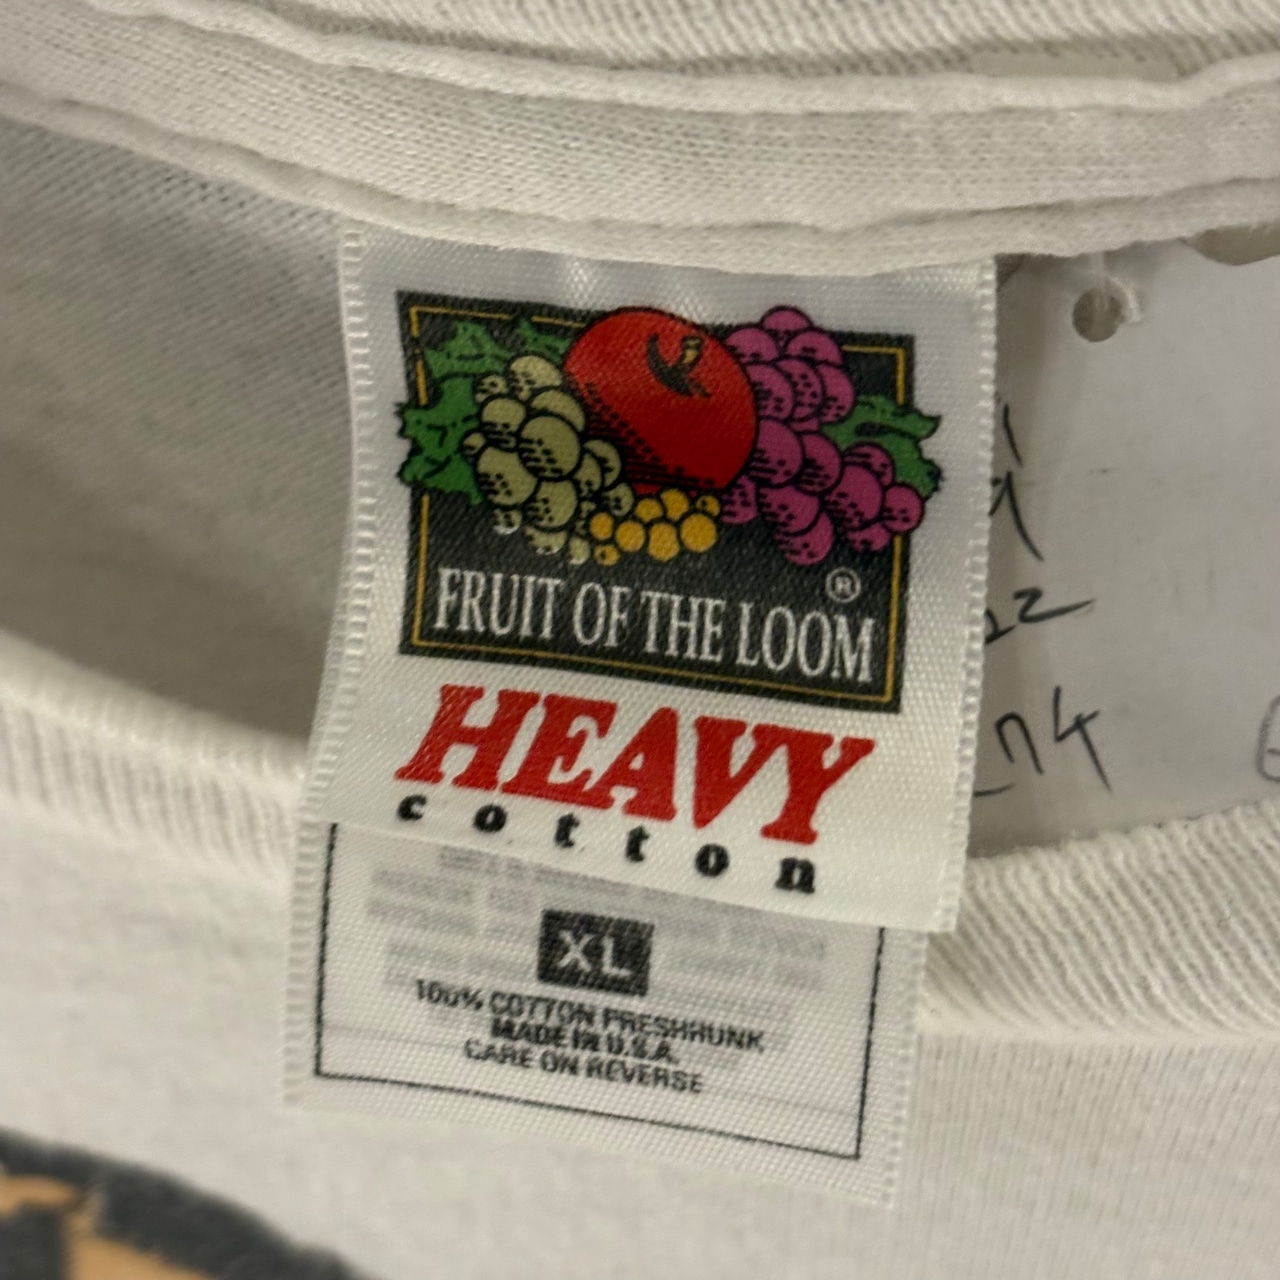 FRUIT OF THE LOOM ®
HEAVY
cotton
XL
100% COTTON PRESHRUNK
MADE IN U.S.A.
CARE ON REVERSE